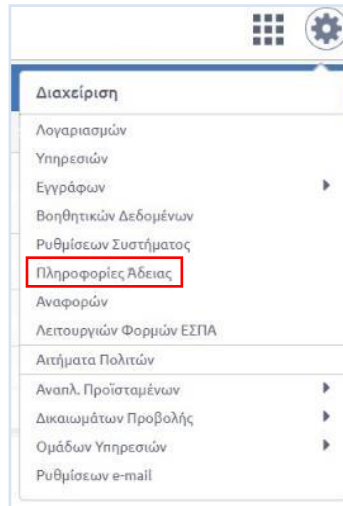 Διαχείριση
Λογαριασμών
Υπηρεσιών
Εγγράφων
Βοηθητικών Δεδομένων
Ρυθμίσεων Συστήματος
Πληροφορίες Άδειας
Αναφορών
Λειτουργιών Φορμών ΕΣΠΑ
Αιτήματα Πολιτών
Αναπλ. Προϊσταμένων
Δικαιωμάτων Προβολής
Ομάδων Υπηρεσιών
Ρυθμίσεων e-mail